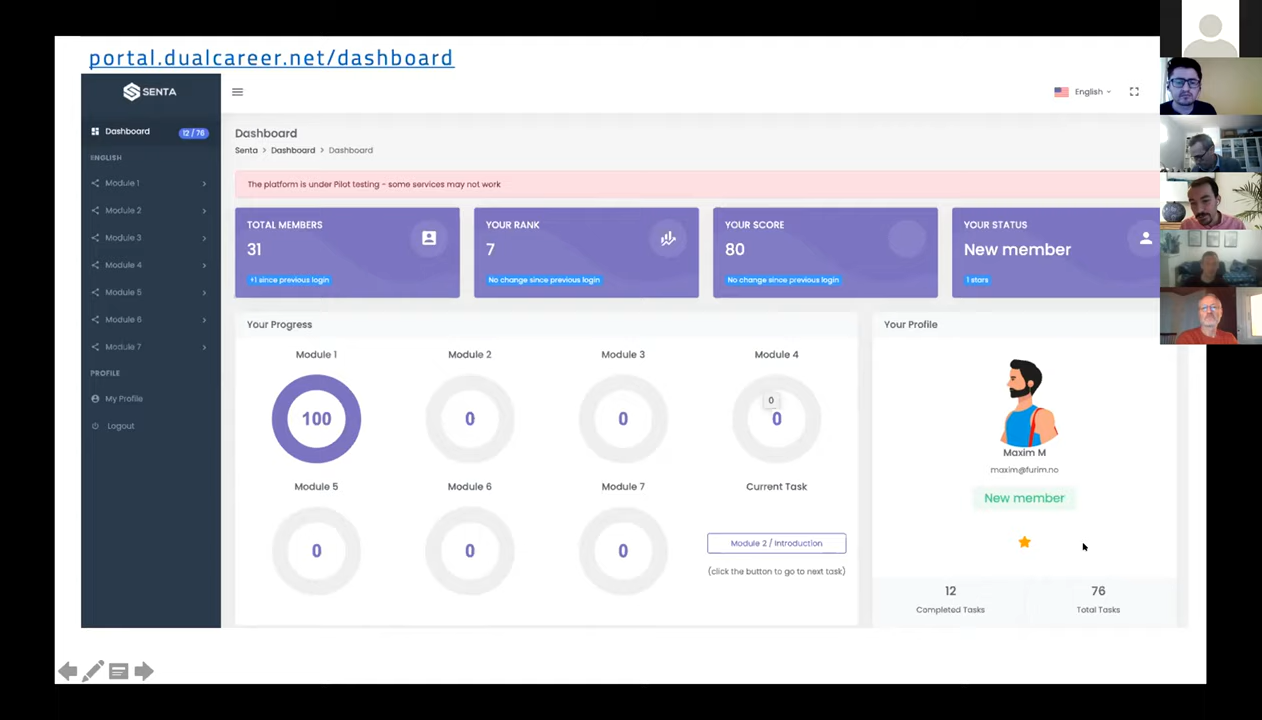 portal.dualcareer.net/dashboard
SENTA
English
Dashboard
12 / 76
ENGLISH
Module 1
Module 2
Module 3
Module 4
Module 5
Module 6
Module 7
PROFILE
My Profile
Logout
Dashboard
Senta > Dashboard > Dashboard
The platform is under Pilot testing - some services may not work
TOTAL MEMBERS
31
+1 since previous login
YOUR RANK
7
No change since previous login
YOUR SCORE
80
No change since previous login
YOUR STATUS
New member
1 stars
Your Progress
Module 1
Module 2
Module 3
Module 4
100
0
0
0
0
Module 5
Module 6
Module 7
Current Task
0
0
0
Module 2 / Introduction
(click the button to go to next task)
Your Profile
Maxim M
maxim@furim.no
New member
12
Completed Tasks
76
Total Tasks